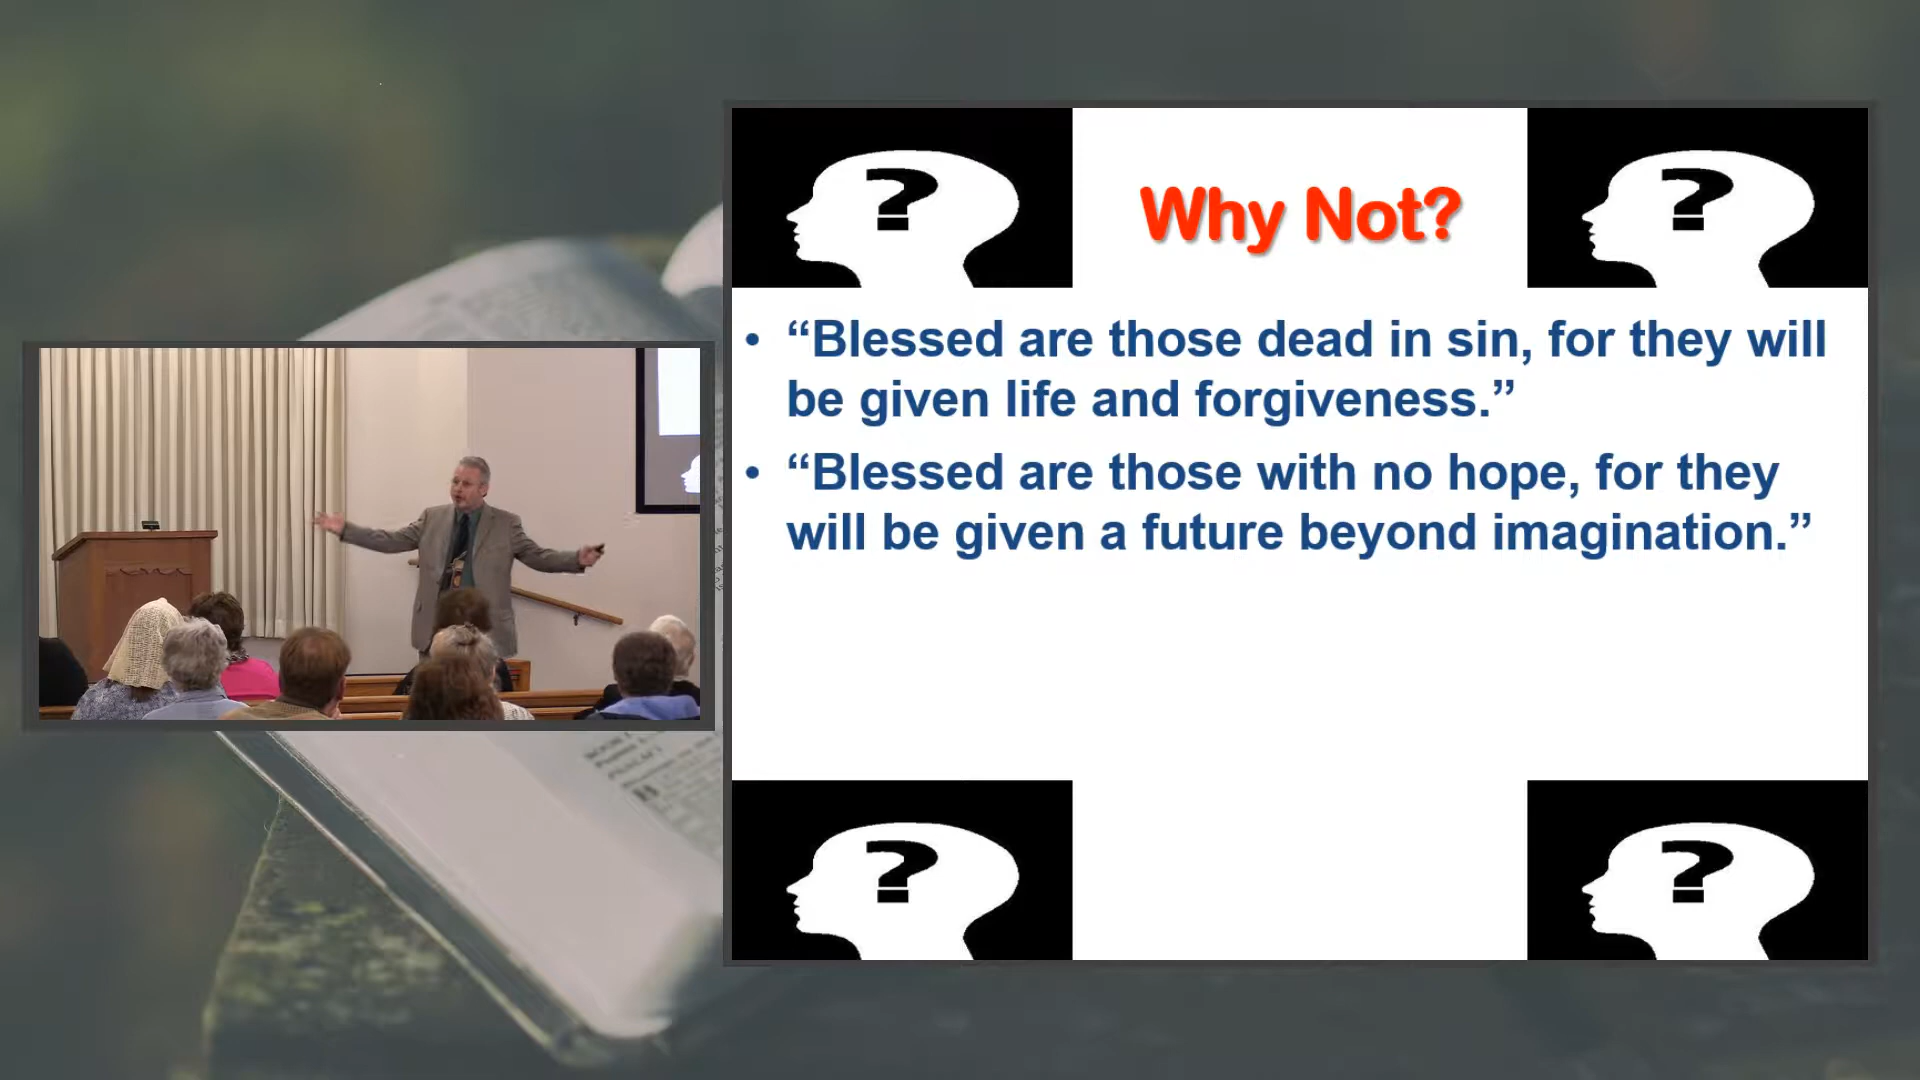 Why Not?
• “Blessed are those dead in sin, for they will
be given life and forgiveness.”
• “Blessed are those with no hope, for they
will be given a future beyond imagination.”
?
?
?
?